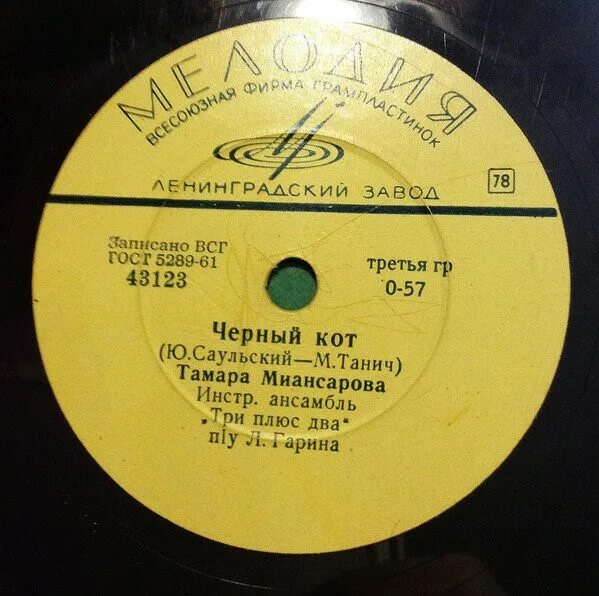 МЕЛОДИЯ
ВСЕСОЮЗНАЯ ФИРМА ГРАМПЛАСТИНОК
ЛЕНИНГРАДСКИЙ ЗАВОД
78
Записано ВСГ
ГОСТ 5289-61
43123
третья гр
0-57
Черный кот
(Ю.Саульский—М.Танич)
Тамара Миансарова
Инстр. ансамбль
„Три плюс два“
п|у Л. Гарина